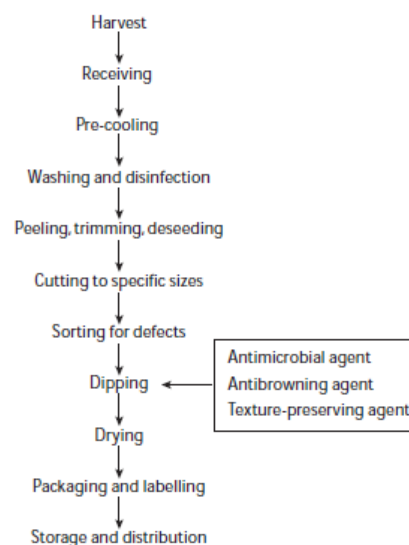 Harvest
Receiving
Pre-cooling
Washing and disinfection
Peeling, trimming, deseeding
Cutting to specific sizes
Sorting for defects
Dipping
Antimicrobial agent
Antibrowning agent
Texture-preserving agent
Drying
Packaging and labelling
Storage and distribution